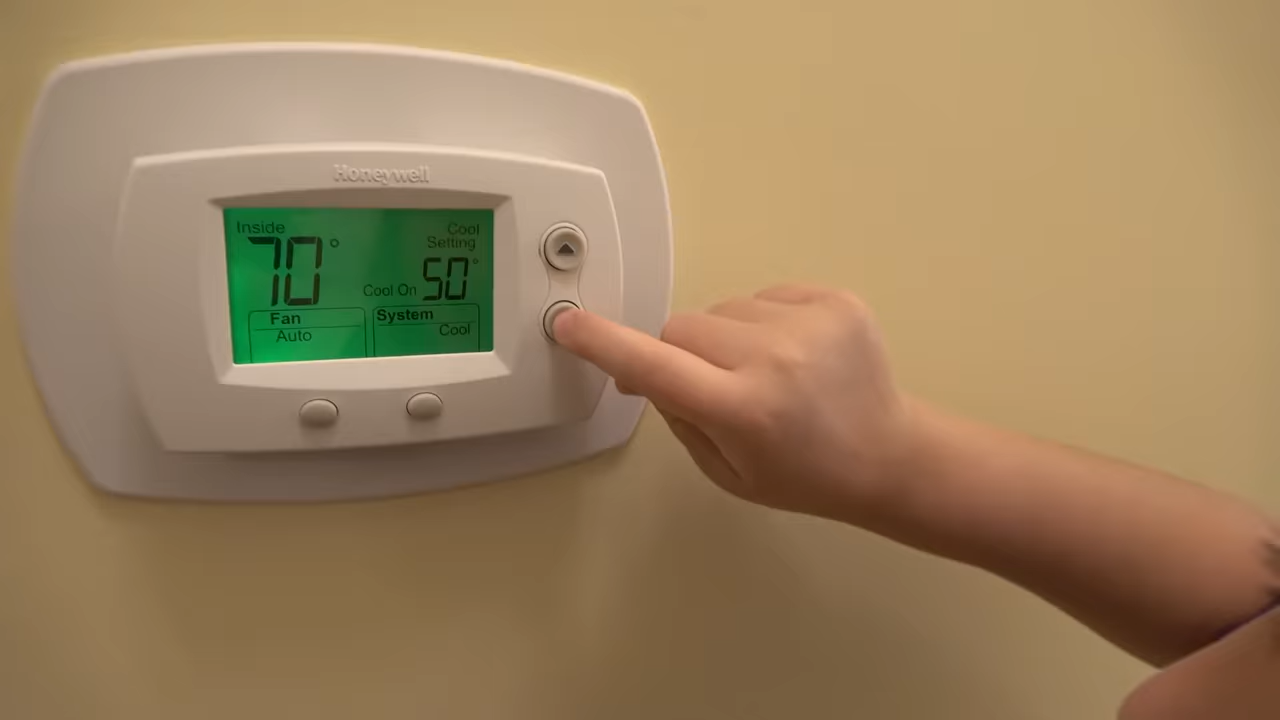 Honeywell
Inside
Cool
Setting
70°
Cool On 50°
Fan
System
Auto
Cool